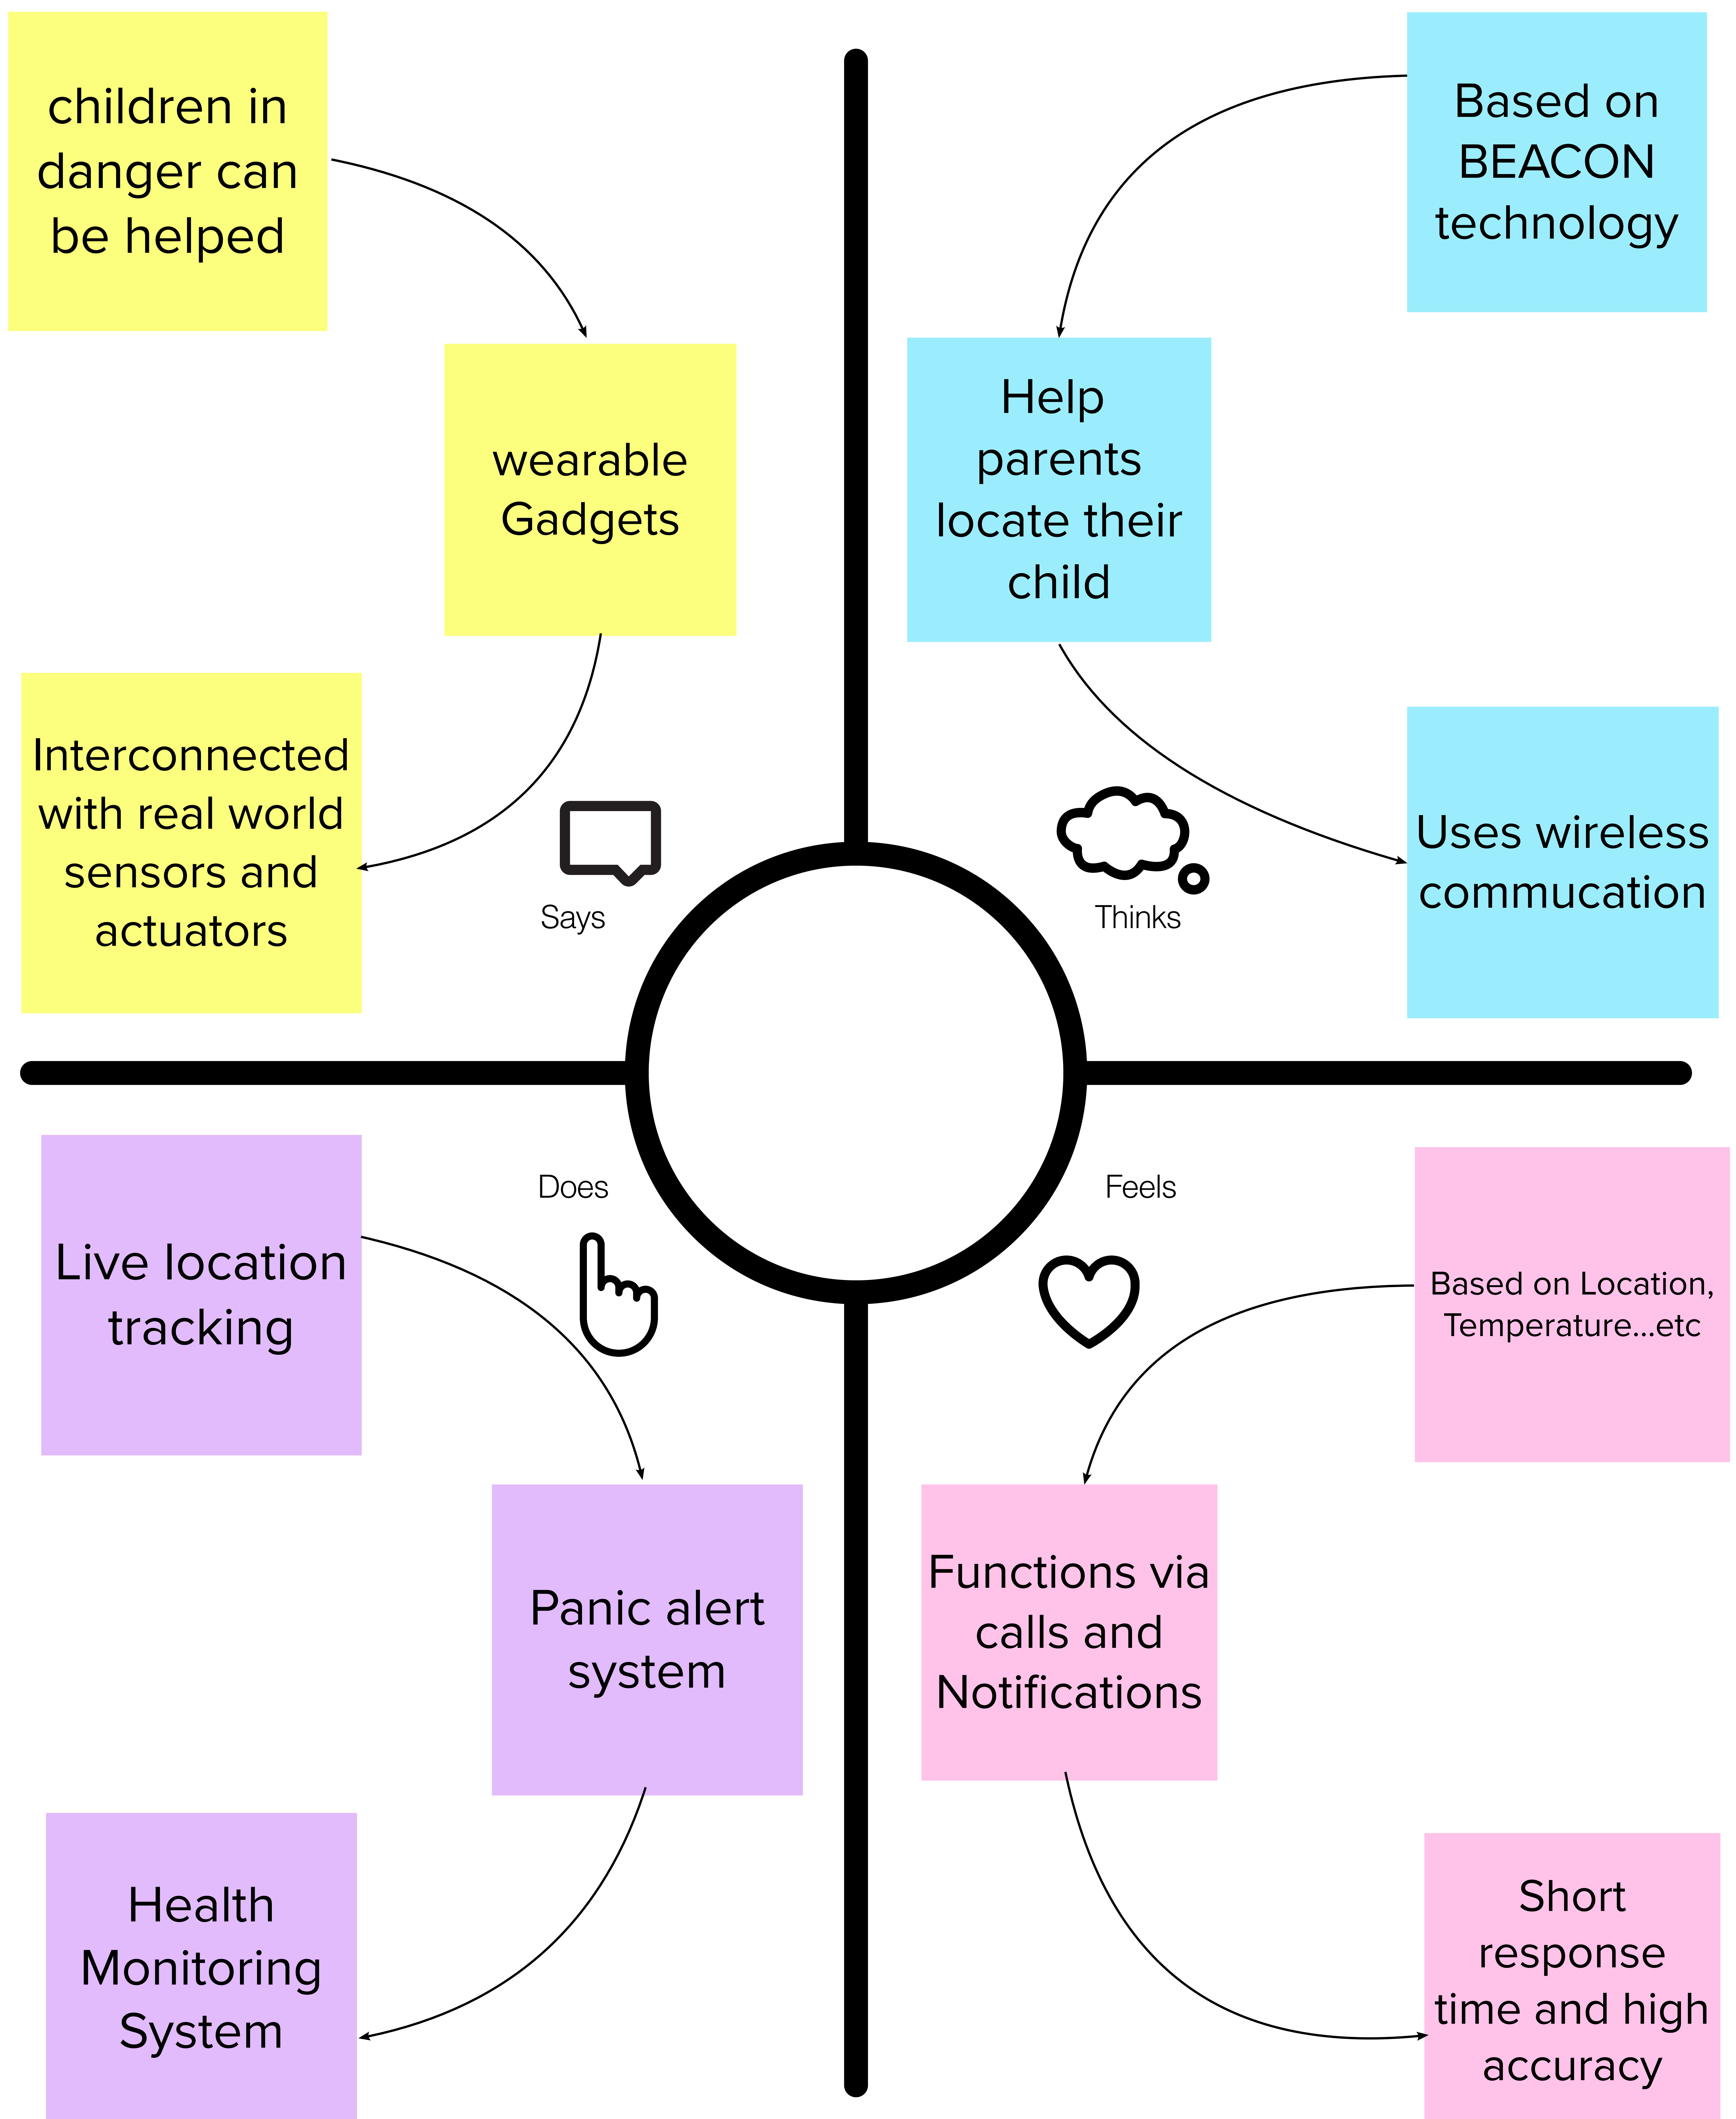 children in
danger can
be helped
wearable
Gadgets
Interconnected
with real world
sensors and
actuators
Says
Based on
BEACON
technology
Help
parents
locate their
child
Uses wireless
commucation
Thinks
Does
Live location
tracking
Panic alert
system
Health
Monitoring
System
Feels
Based on Location,
Temperature...etc
Functions via
calls and
Notifications
Short
response
time and high
accuracy